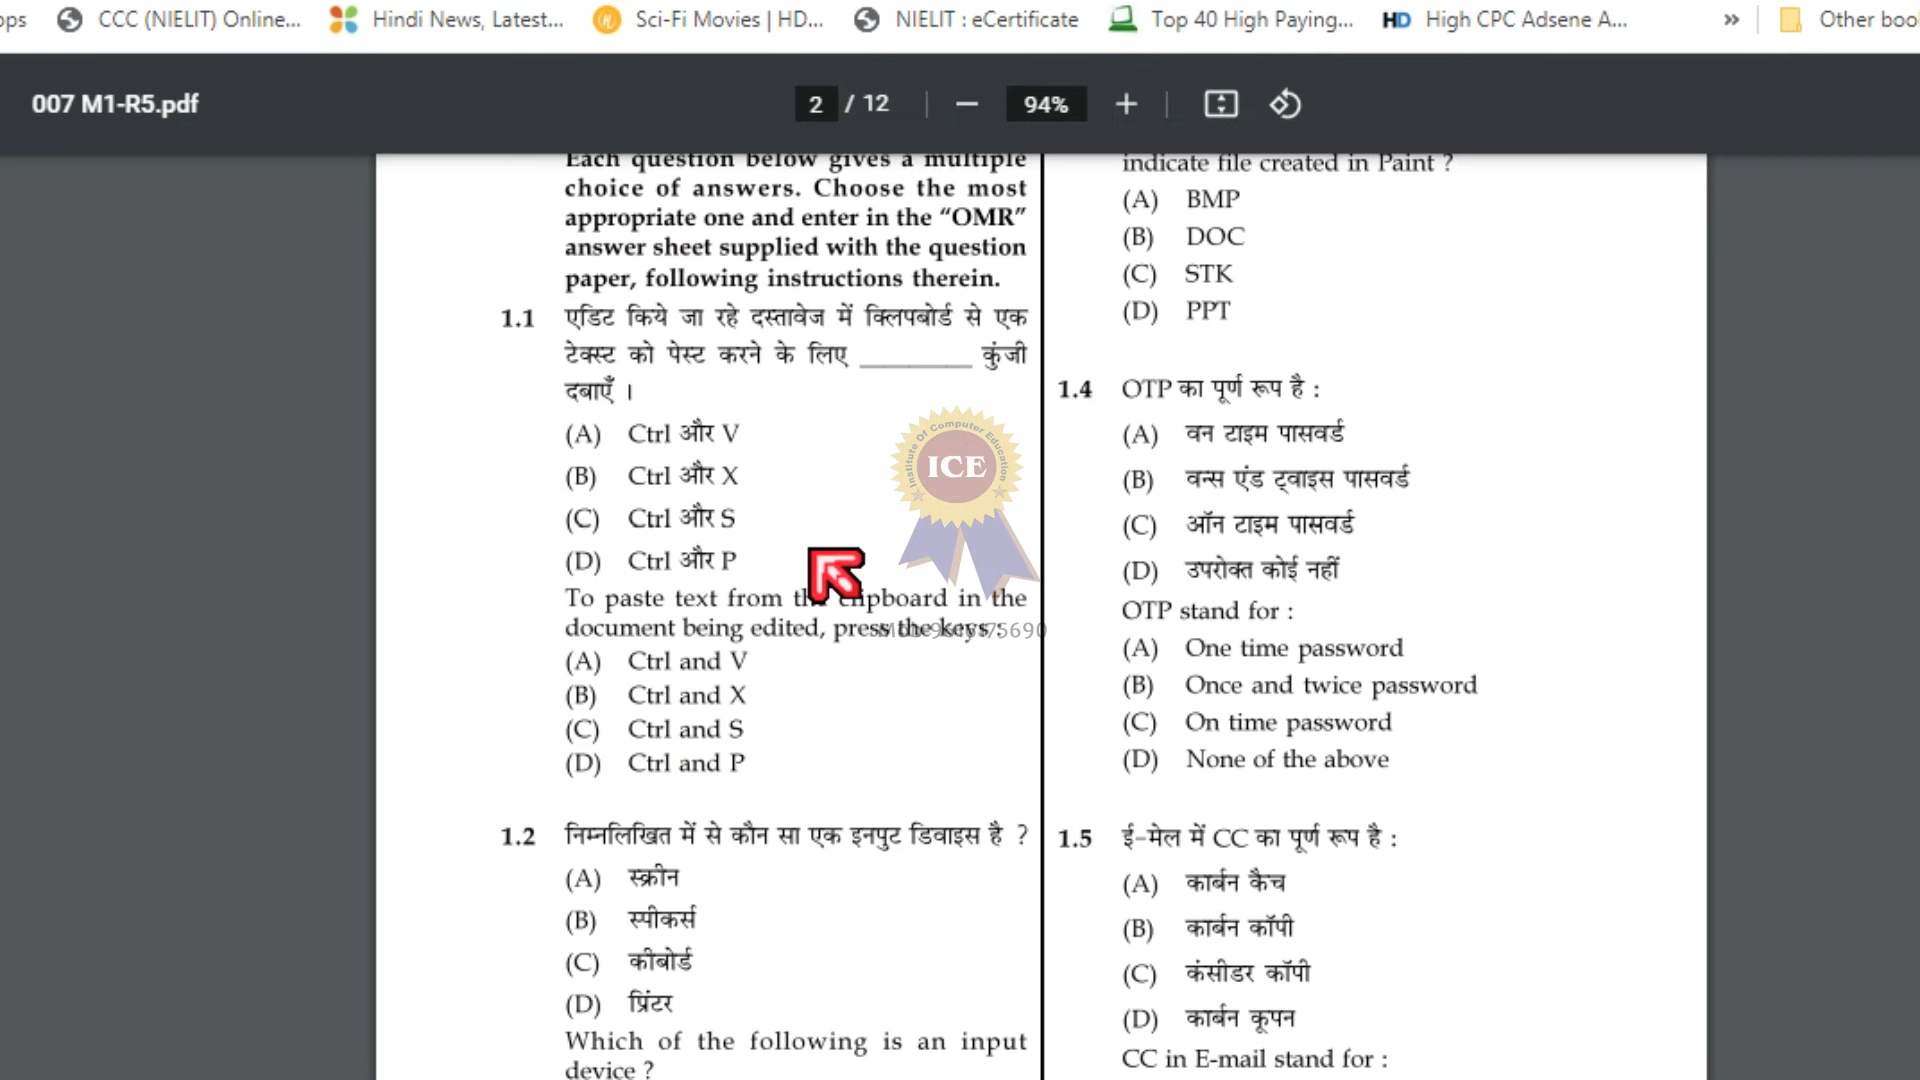 CCC (NIELIT) Online...
Hindi News, Latest...
Sci-Fi Movies | HD...
NIELIT : eCertificate
Top 40 High Paying...
HD High CPC Adsene A...
»
007 M1-R5.pdf
2 / 12
94%
Each question below gives a multiple
choice of answers. Choose the most
appropriate one and enter in the “OMR”
answer sheet supplied with the question
paper, following instructions therein.
1.1 एडिट किये जा रहे दस्तावेज में क्लिपबोर्ड से एक
टेक्स्ट को पेस्ट करने के लिए ________ कुंजी
दबाएँ ।
(A) Ctrl और V
(B) Ctrl और X
(C) Ctrl और S
(D) Ctrl और P
To paste text from the clipboard in the
document being edited, press the keys :
(A) Ctrl and V
(B) Ctrl and X
(C) Ctrl and S
(D) Ctrl and P
1.2 निम्नलिखित में से कौन सा एक इनपुट डिवाइस है ?
(A) स्क्रीन
(B) स्पीकर्स
(C) कीबोर्ड
(D) प्रिंटर
Which of the following is an input
device ?
Institute Of Computer Education
ICE
indicate file created in Paint ?
(A) BMP
(B) DOC
(C) STK
(D) PPT
1.4 OTP का पूर्ण रूप है :
(A) वन टाइम पासवर्ड
(B) वन्स एंड ट्वाइस पासवर्ड
(C) ऑन टाइम पासवर्ड
(D) उपरोक्त कोई नहीं
OTP stand for :
(A) One time password
(B) Once and twice password
(C) On time password
(D) None of the above
1.5 ई-मेल में CC का पूर्ण रूप है :
(A) कार्बन कैच
(B) कार्बन कॉपी
(C) कंसीडर कॉपी
(D) कार्बन कूपन
CC in E-mail stand for :